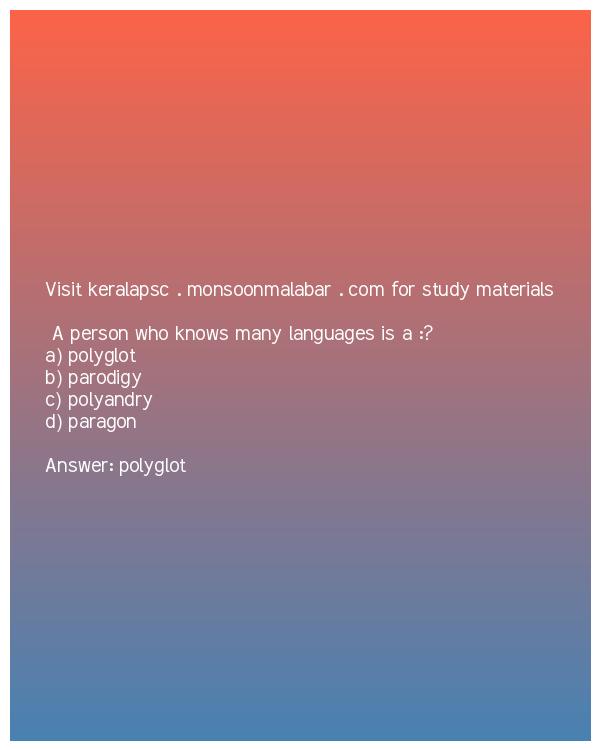 Visit keralapsc . monsoonmalabar . com for study materials
A person who knows many languages is a :?
a) polyglot
b) parodigy
c) polyandry
d) paragon
Answer: polyglot